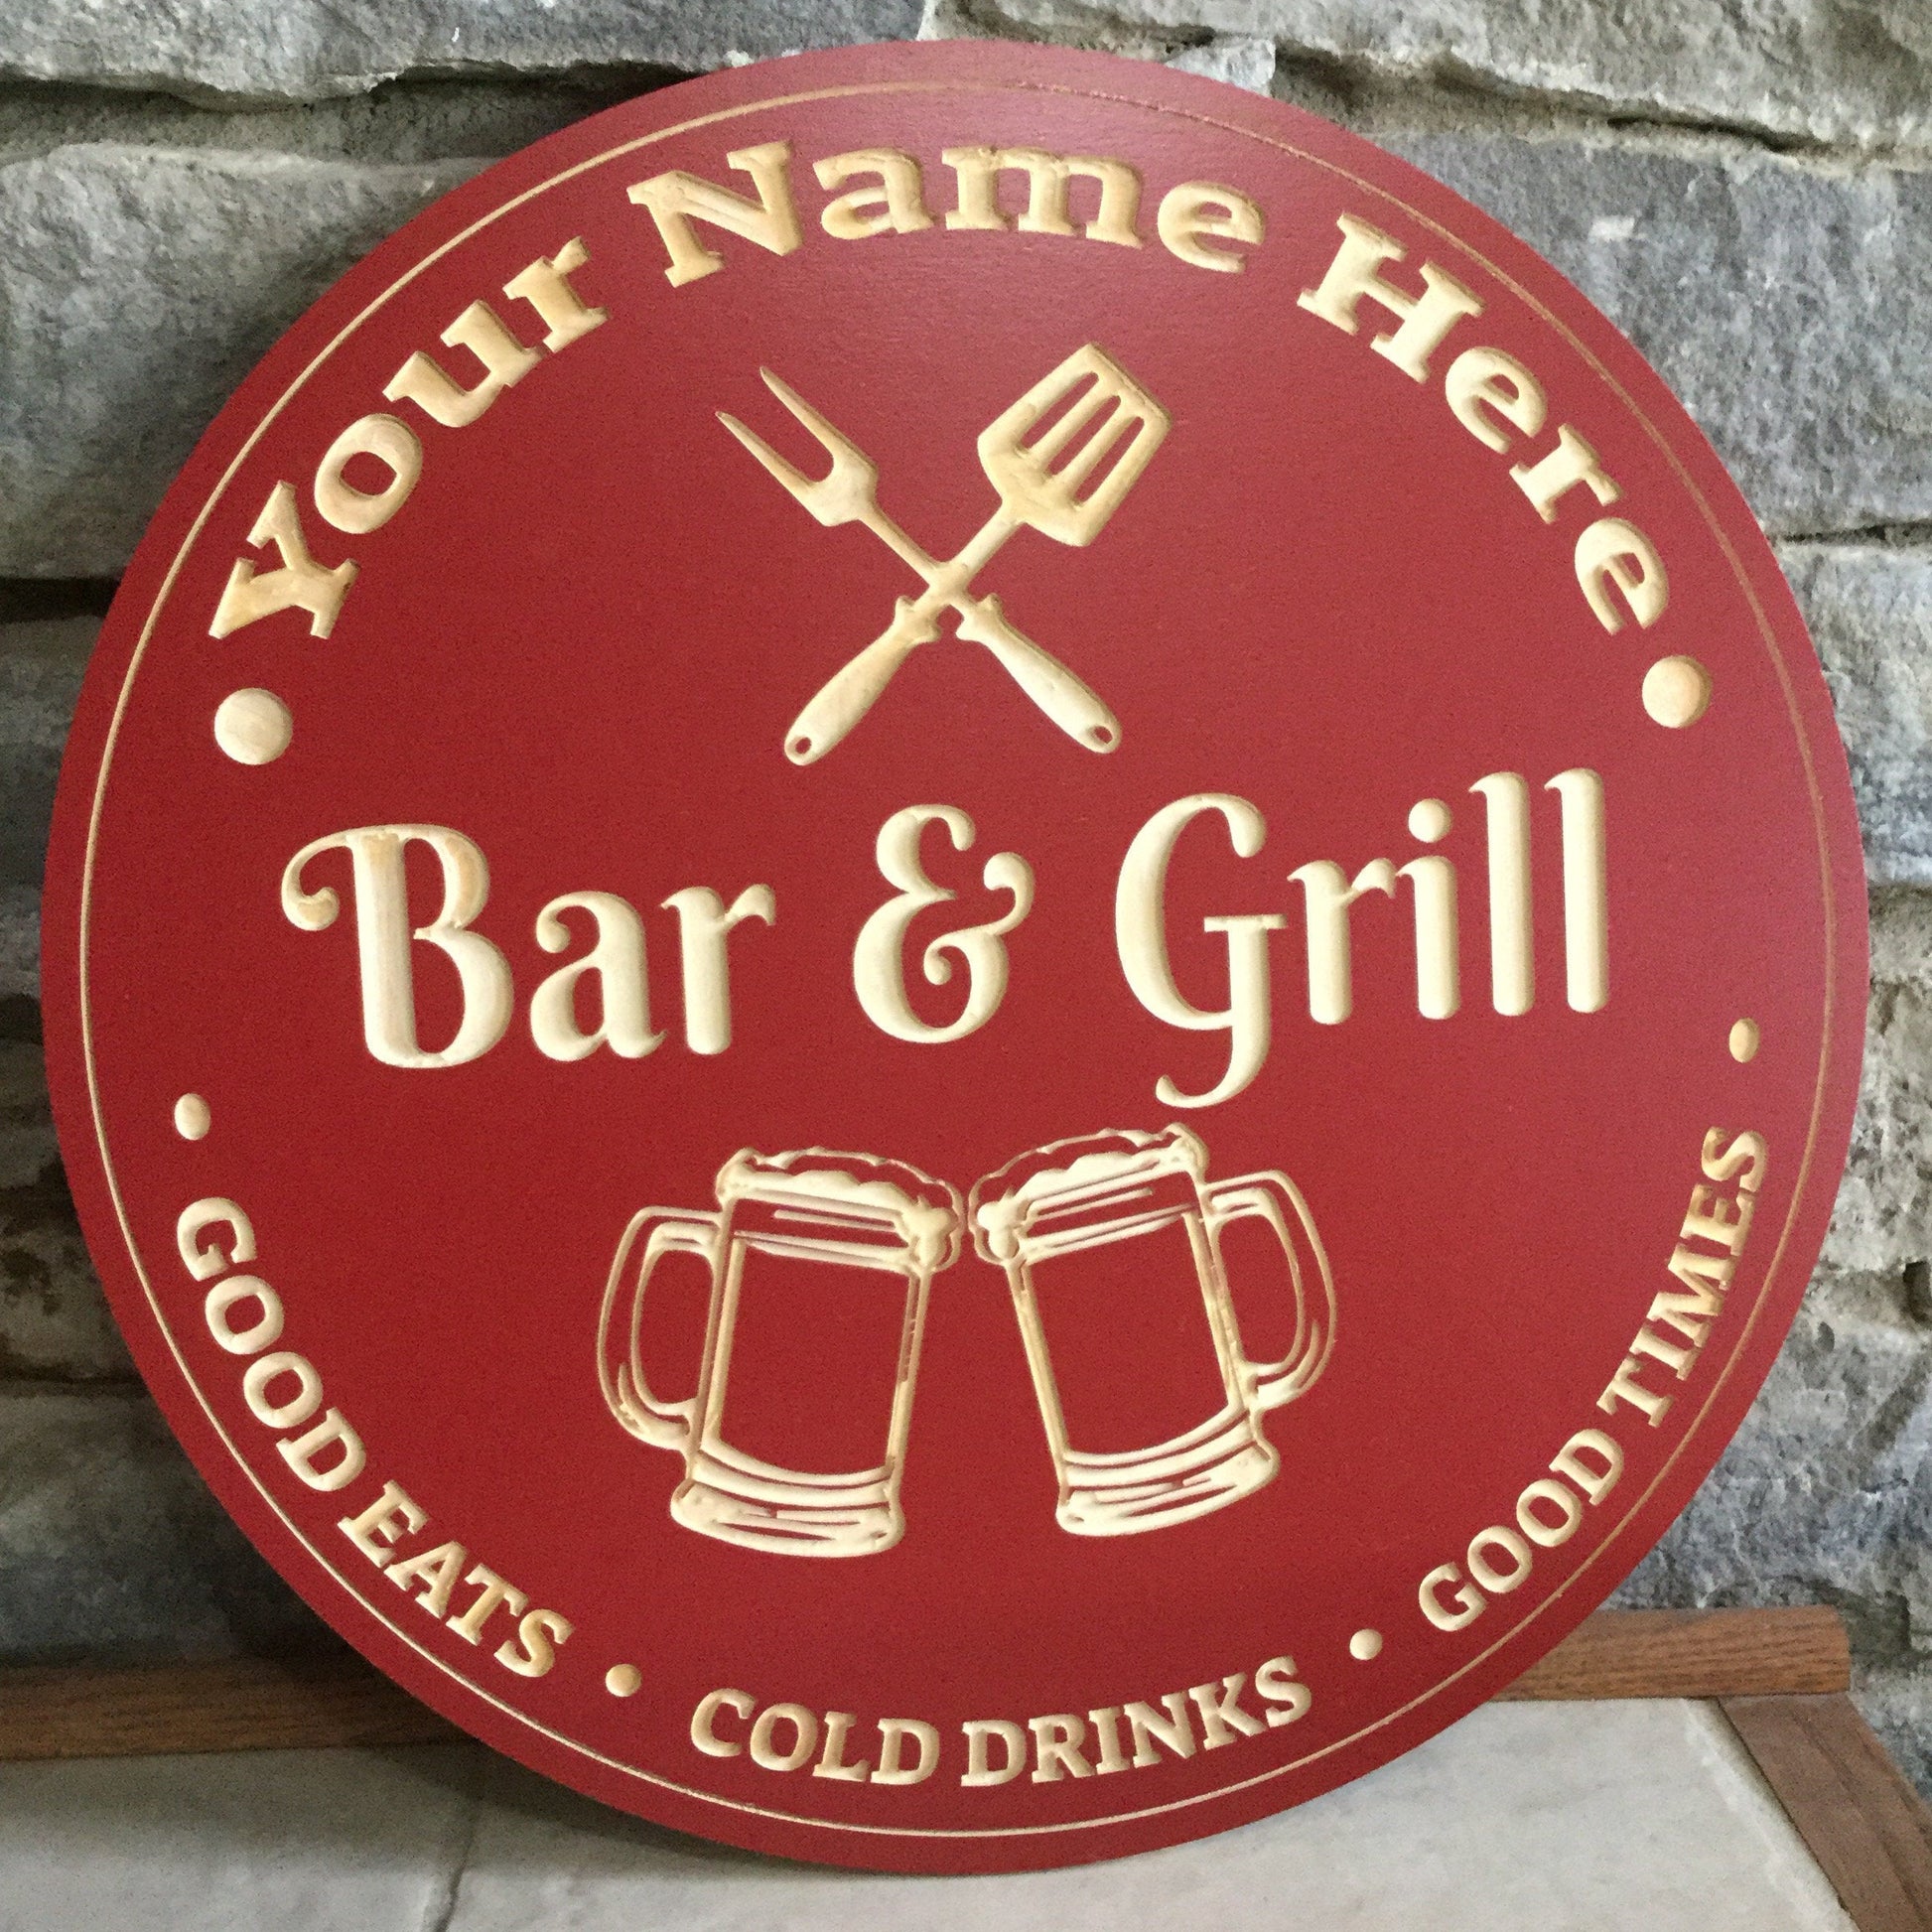 Your Name Here
Bar & Grill
• GOOD EATS • COLD DRINKS • GOOD TIMES •